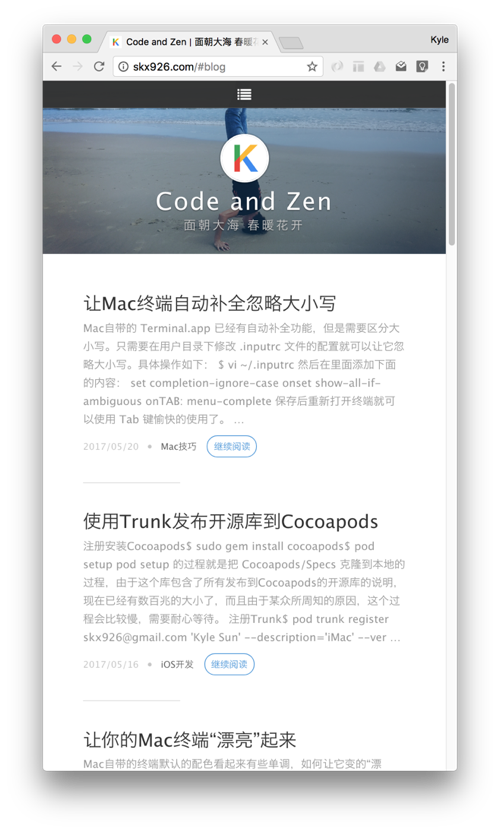 Code and Zen | 面朝大海 春暖花
Kyle
skx926.com/#blog
K
Code and Zen
面朝大海 春暖花开
让Mac终端自动补全忽略大小写
Mac自带的 Terminal.app 已经有自动补全功能，但是需要区分大
小写。只需要在用户目录下修改 .inputrc 文件的配置就可以让它忽
略大小写。具体操作如下： $ vi ~/.inputrc 然后在里面添加下面
的内容： set completion-ignore-case onset show-all-if-
ambiguous onTAB: menu-complete 保存后重新打开终端就可
以使用 Tab 键愉快的使用了。 ...
2017/05/20 • Mac技巧 继续阅读
使用Trunk发布开源库到Cocoapods
注册安装Cocoapods$ sudo gem install cocoapods$ pod
setup pod setup 的过程就是把 Cocoapods/Specs 克隆到本地的
过程，由于这个库包含了所有发布到Cocoapods的开源库的说明，
现在已经有数百兆的大小了，而且由于某众所周知的原因，这个过
程会比较慢，需要耐心等待。 注册Trunk$ pod trunk register
skx926@gmail.com 'Kyle Sun' --description='iMac' --ver ...
2017/05/16 • iOS开发 继续阅读
让你的Mac终端“漂亮”起来
Mac自带的终端默认的配色看起来有些单调，如何让它变的“漂